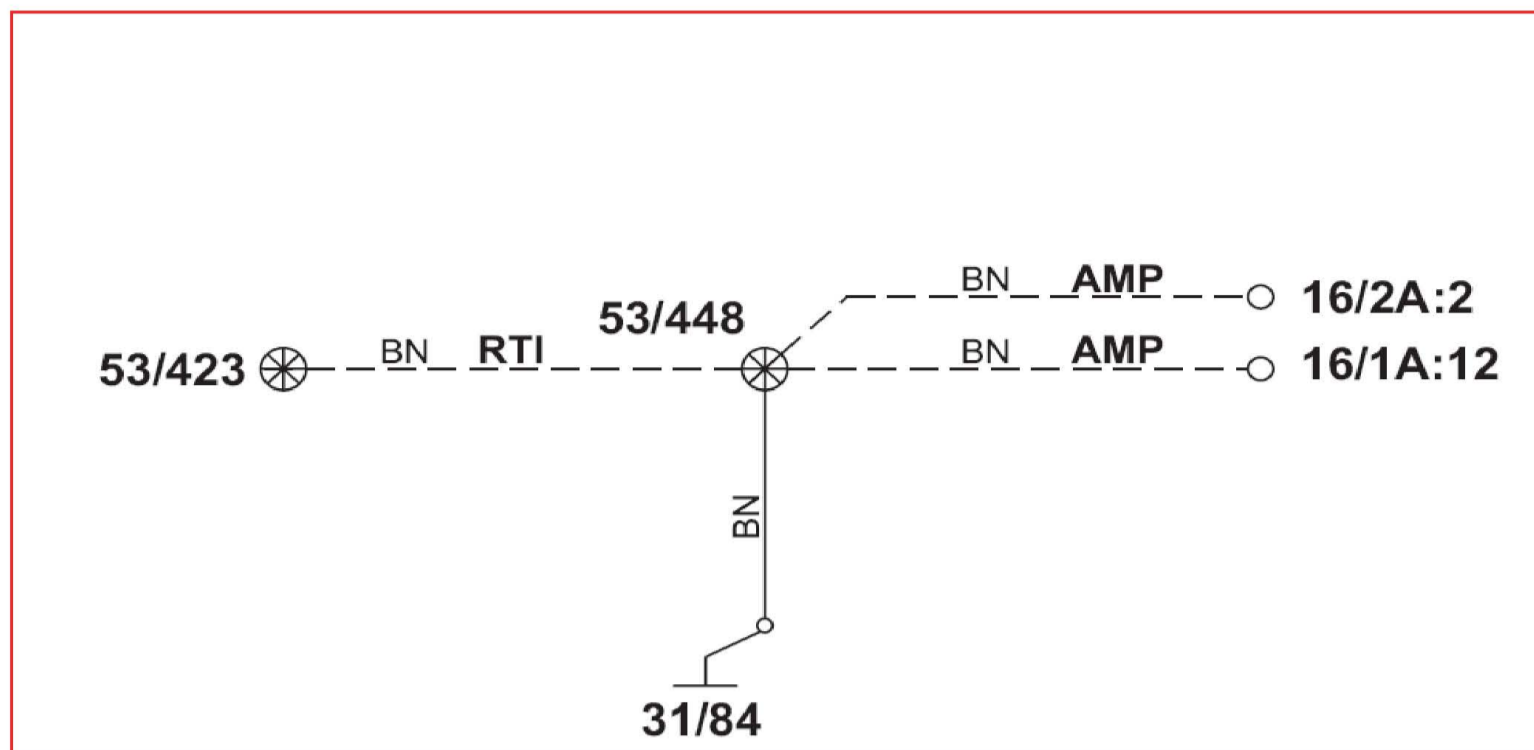 BN AMP 16/2A:2
53/448
53/423 BN RTI BN AMP 16/1A:12
BN
31/84